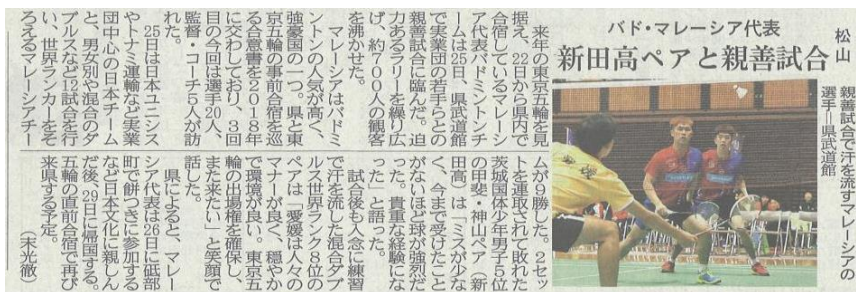 松山
バド・マレーシア代表
新田高ペアと親善試合
親善試合で汗を流すマレーシアの
選手＝県武道館
来年の東京五輪を見
据え、22日から県内で
合宿しているマレーシ
ア代表バドミントンチ
ームは25日、県武道館
で実業団の若手らとの
親善試合に臨んだ。迫
力あるラリーを繰り広
げ、約700人の観客
を沸かせた。
マレーシアはバドミ
ントンの人気が高く、
強豪国の一つ。県と東
京五輪の事前合宿を巡
る合意書を2018年
に交わしており、3回
目の今回は選手20人、
監督・コーチ5人が訪
れた。
25日は日本ユニシス
やトナミ運輸など実業
団中心の日本チーム
と、男女別や混合のダ
ブルスなど12試合を行
い、世界ランカーをそ
ろえるマレーシアチー
ムが9勝した。2セッ
トを連取されて敗れた
茨城国体少年男子5位
の甲斐・神山ペア（新
田高）は「ミスが少な
く、今まで受けたこと
がないほど球が強烈だ
った。貴重な経験にな
った」と語った。
試合後も入念に練習
で汗を流した混合ダブ
ルス世界ランク8位の
ペアは「愛媛は人々の
マナーが良く、穏やか
で環境が良い。東京五
輪の出場権を確保し、
また来たい」と笑顔で
話した。
県によると、マレー
シア代表は26日に砥部
町で餅つきに参加する
など日本文化に親しん
だ後、29日に帰国する。
五輪の直前合宿で再び
来県する予定。
（末光徹）